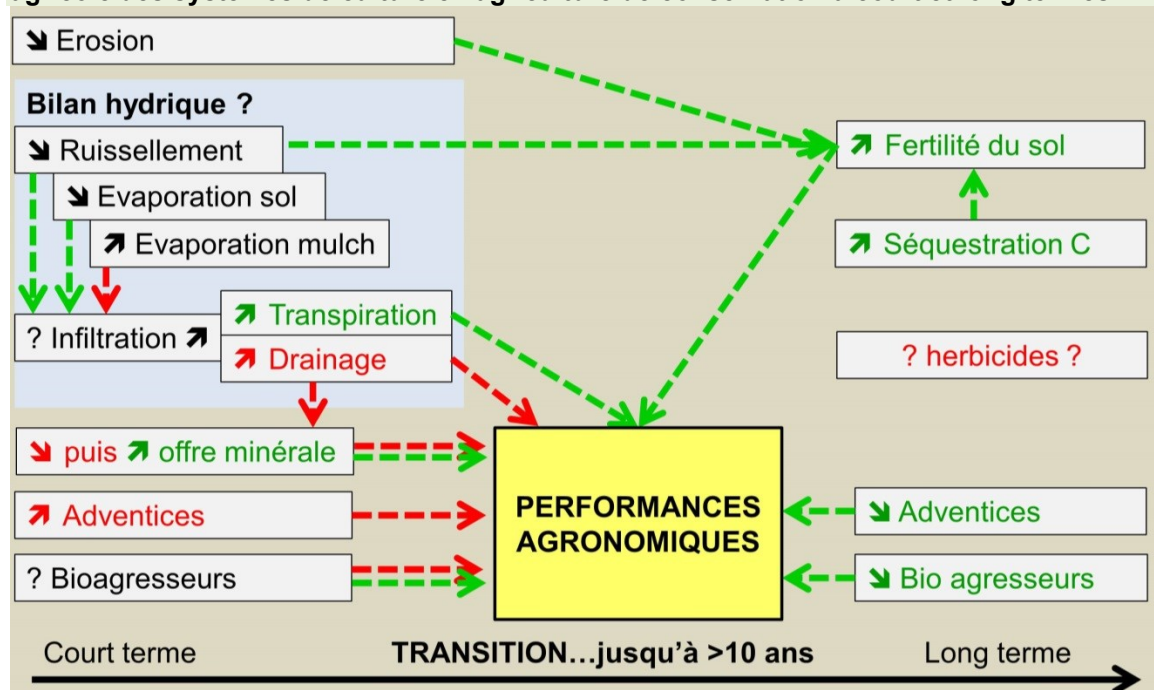 ↘ Erosion
Bilan hydrique ?
↘ Ruissellement
↘ Evaporation sol
↗ Evaporation mulch
? Infiltration ↗
↗ Transpiration
↗ Drainage
↘ puis ↗ offre minérale
↗ Adventices
? Bioagresseurs
PERFORMANCES
AGRONOMIQUES
↗ Fertilité du sol
↗ Séquestration C
? herbicides ?
↘ Adventices
↘ Bio agresseurs
Court terme
TRANSITION...jusqu'à >10 ans
Long terme